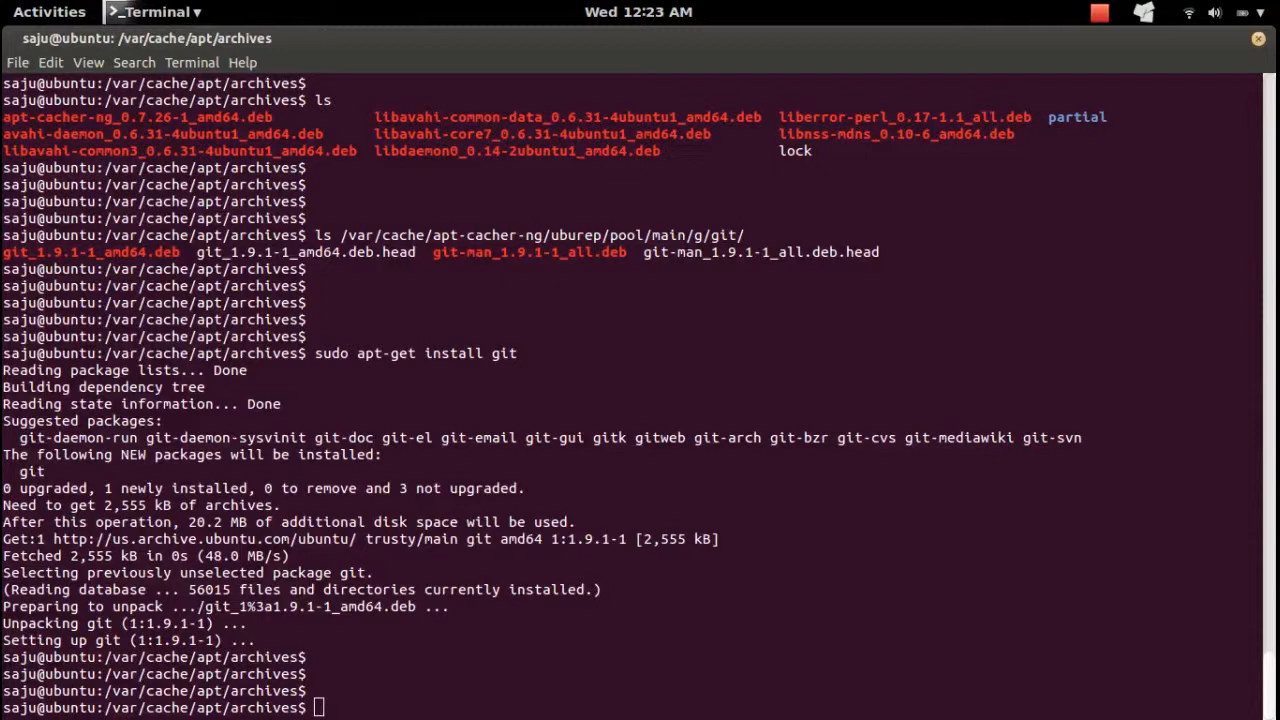 Activities Terminal Wed 12:23 AM
saju@ubuntu: /var/cache/apt/archives
File Edit View Search Terminal Help
saju@ubuntu:/var/cache/apt/archives$
saju@ubuntu:/var/cache/apt/archives$ ls
apt-cacher-ng_0.7.26-1_amd64.deb libavahi-common-data_0.6.31-4ubuntu1_amd64.deb liberror-perl_0.17-1.1_all.deb partial
avahi-daemon_0.6.31-4ubuntu1_amd64.deb libavahi-core7_0.6.31-4ubuntu1_amd64.deb libnss-mdns_0.10-6_amd64.deb
libavahi-common3_0.6.31-4ubuntu1_amd64.deb libdaemon0_0.14-2ubuntu1_amd64.deb lock
saju@ubuntu:/var/cache/apt/archives$
saju@ubuntu:/var/cache/apt/archives$
saju@ubuntu:/var/cache/apt/archives$
saju@ubuntu:/var/cache/apt/archives$
saju@ubuntu:/var/cache/apt/archives$ ls /var/cache/apt-cacher-ng/uburep/pool/main/g/git/
git_1.9.1-1_amd64.deb git_1.9.1-1_amd64.deb.head git-man_1.9.1-1_all.deb git-man_1.9.1-1_all.deb.head
saju@ubuntu:/var/cache/apt/archives$
saju@ubuntu:/var/cache/apt/archives$
saju@ubuntu:/var/cache/apt/archives$
saju@ubuntu:/var/cache/apt/archives$
saju@ubuntu:/var/cache/apt/archives$
saju@ubuntu:/var/cache/apt/archives$ sudo apt-get install git
Reading package lists... Done
Building dependency tree
Reading state information... Done
Suggested packages:
git-daemon-run git-daemon-sysvinit git-doc git-el git-email git-gui gitk gitweb git-arch git-bzr git-cvs git-mediawiki git-svn
The following NEW packages will be installed:
git
0 upgraded, 1 newly installed, 0 to remove and 3 not upgraded.
Need to get 2,555 kB of archives.
After this operation, 20.2 MB of additional disk space will be used.
Get:1 http://us.archive.ubuntu.com/ubuntu/ trusty/main git amd64 1:1.9.1-1 [2,555 kB]
Fetched 2,555 kB in 0s (48.0 MB/s)
Selecting previously unselected package git.
(Reading database ... 56015 files and directories currently installed.)
Preparing to unpack .../git_1%3a1.9.1-1_amd64.deb ...
Unpacking git (1:1.9.1-1) ...
Setting up git (1:1.9.1-1) ...
saju@ubuntu:/var/cache/apt/archives$
saju@ubuntu:/var/cache/apt/archives$
saju@ubuntu:/var/cache/apt/archives$
saju@ubuntu:/var/cache/apt/archives$